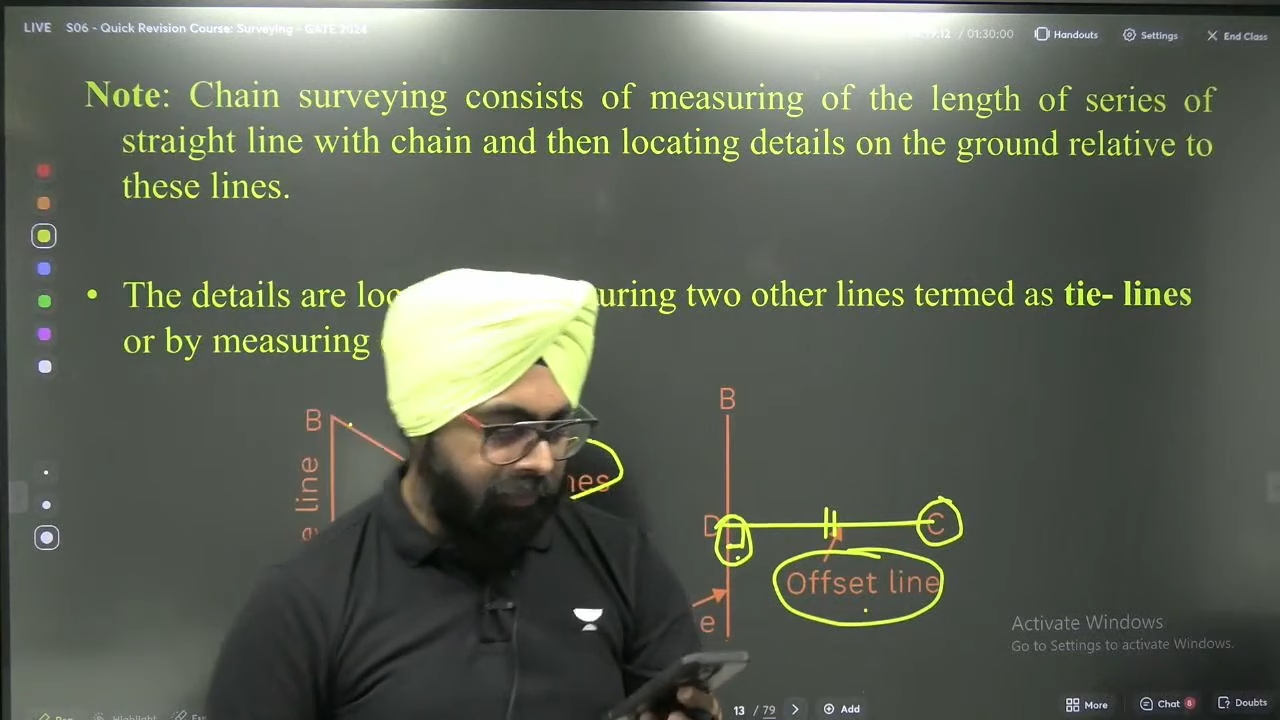 LIVE S06 - Quick Revision Course: Surveying - GATE 2024
/ 01:30:00 Handouts Settings End Class
Note: Chain surveying consists of measuring of the length of series of
straight line with chain and then locating details on the ground relative to
these lines.
• The details are two other lines termed as tie- lines
or by measuring
B
line
B
D
C
Offset line
e
Activate Windows
Go to Settings to activate Windows.
13 / 79 Add More Chat 8 Doubts